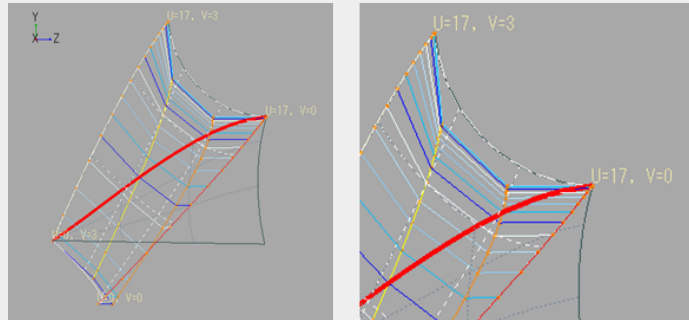 Y
X
Z
U=17, V=3
U=17, V=0
U=0, V=3
U=0, V=0
U=17, V=3
U=17, V=0